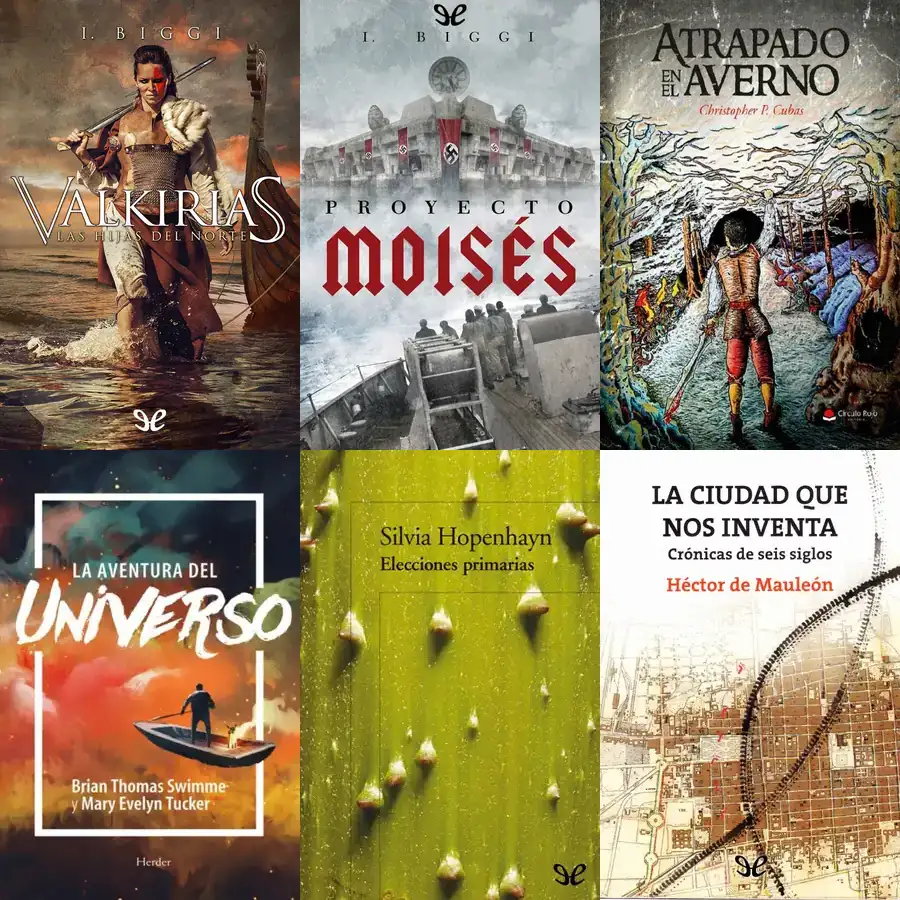 I. BIGGI
VALKIRIAS
LAS HIJAS DEL NORTE
I. BIGGI
PROYECTO
MOISÉS
ATRAPADO
EN EL AVERNO
Christopher P. Cubas
Círculo Rojo
LA AVENTURA DEL
UNIVERSO
Brian Thomas Swimme
y Mary Evelyn Tucker
Herder
Silvia Hopenhayn
Elecciones primarias
LA CIUDAD QUE
NOS INVENTA
Crónicas de seis siglos
Héctor de Mauleón